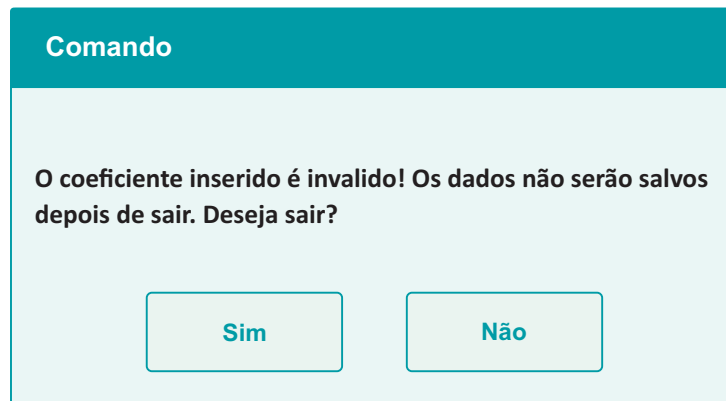 Comando
O coeficiente inserido é invalido! Os dados não serão salvos
depois de sair. Deseja sair?
Sim
Não